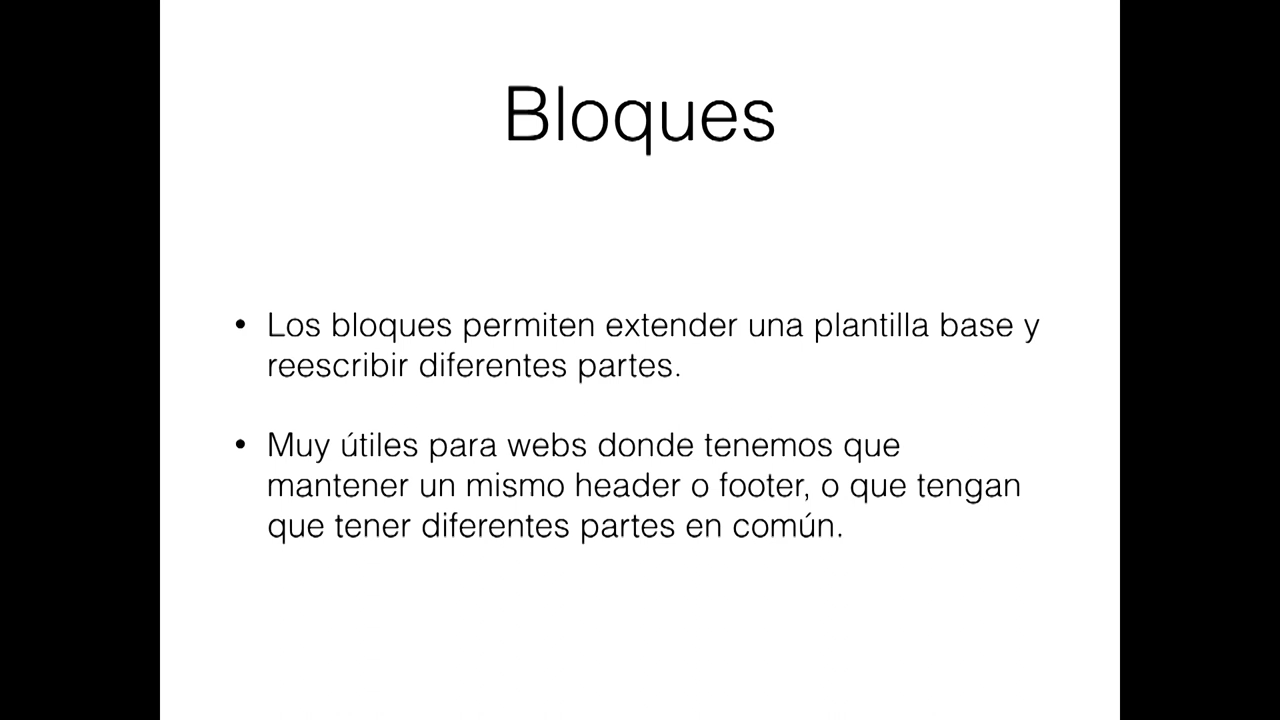 Bloques
• Los bloques permiten extender una plantilla base y
reescribir diferentes partes.
• Muy útiles para webs donde tenemos que
mantener un mismo header o footer, o que tengan
que tener diferentes partes en común.